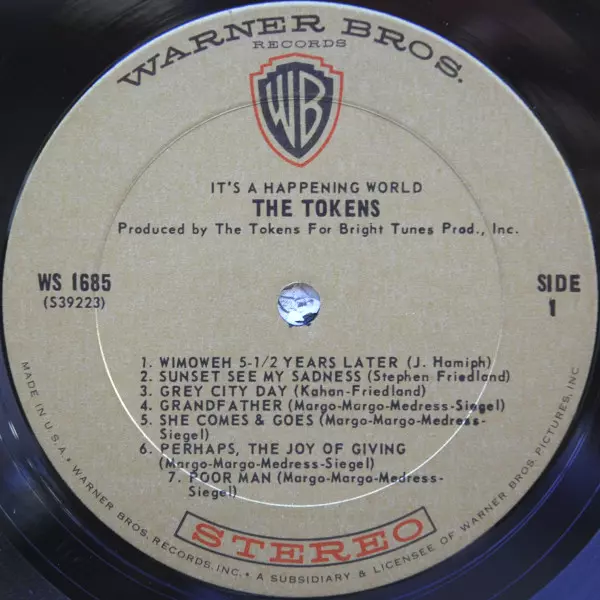 WARNER BROS.
RECORDS
WB
IT'S A HAPPENING WORLD
THE TOKENS
Produced by The Tokens For Bright Tunes Prod., Inc.
WS 1685
(S39223)
SIDE
1
1. WIMOWEH 5-1/2 YEARS LATER (J. Hamiph)
2. SUNSET SEE MY SADNESS (Stephen Friedland)
3. GREY CITY DAY (Kahan-Friedland)
4. GRANDFATHER (Margo-Margo-Medress-Siegel)
5. SHE COMES & GOES (Margo-Margo-Medress-
Siegel)
6. PERHAPS, THE JOY OF GIVING
(Margo-Margo-Medress-Siegel)
7. POOR MAN (Margo-Margo-Medress-
Siegel)
STEREO
MADE IN U.S.A. • WARNER BROS. RECORDS, INC. • A SUBSIDIARY & LICENSEE OF WARNER BROS. PICTURES, INC.